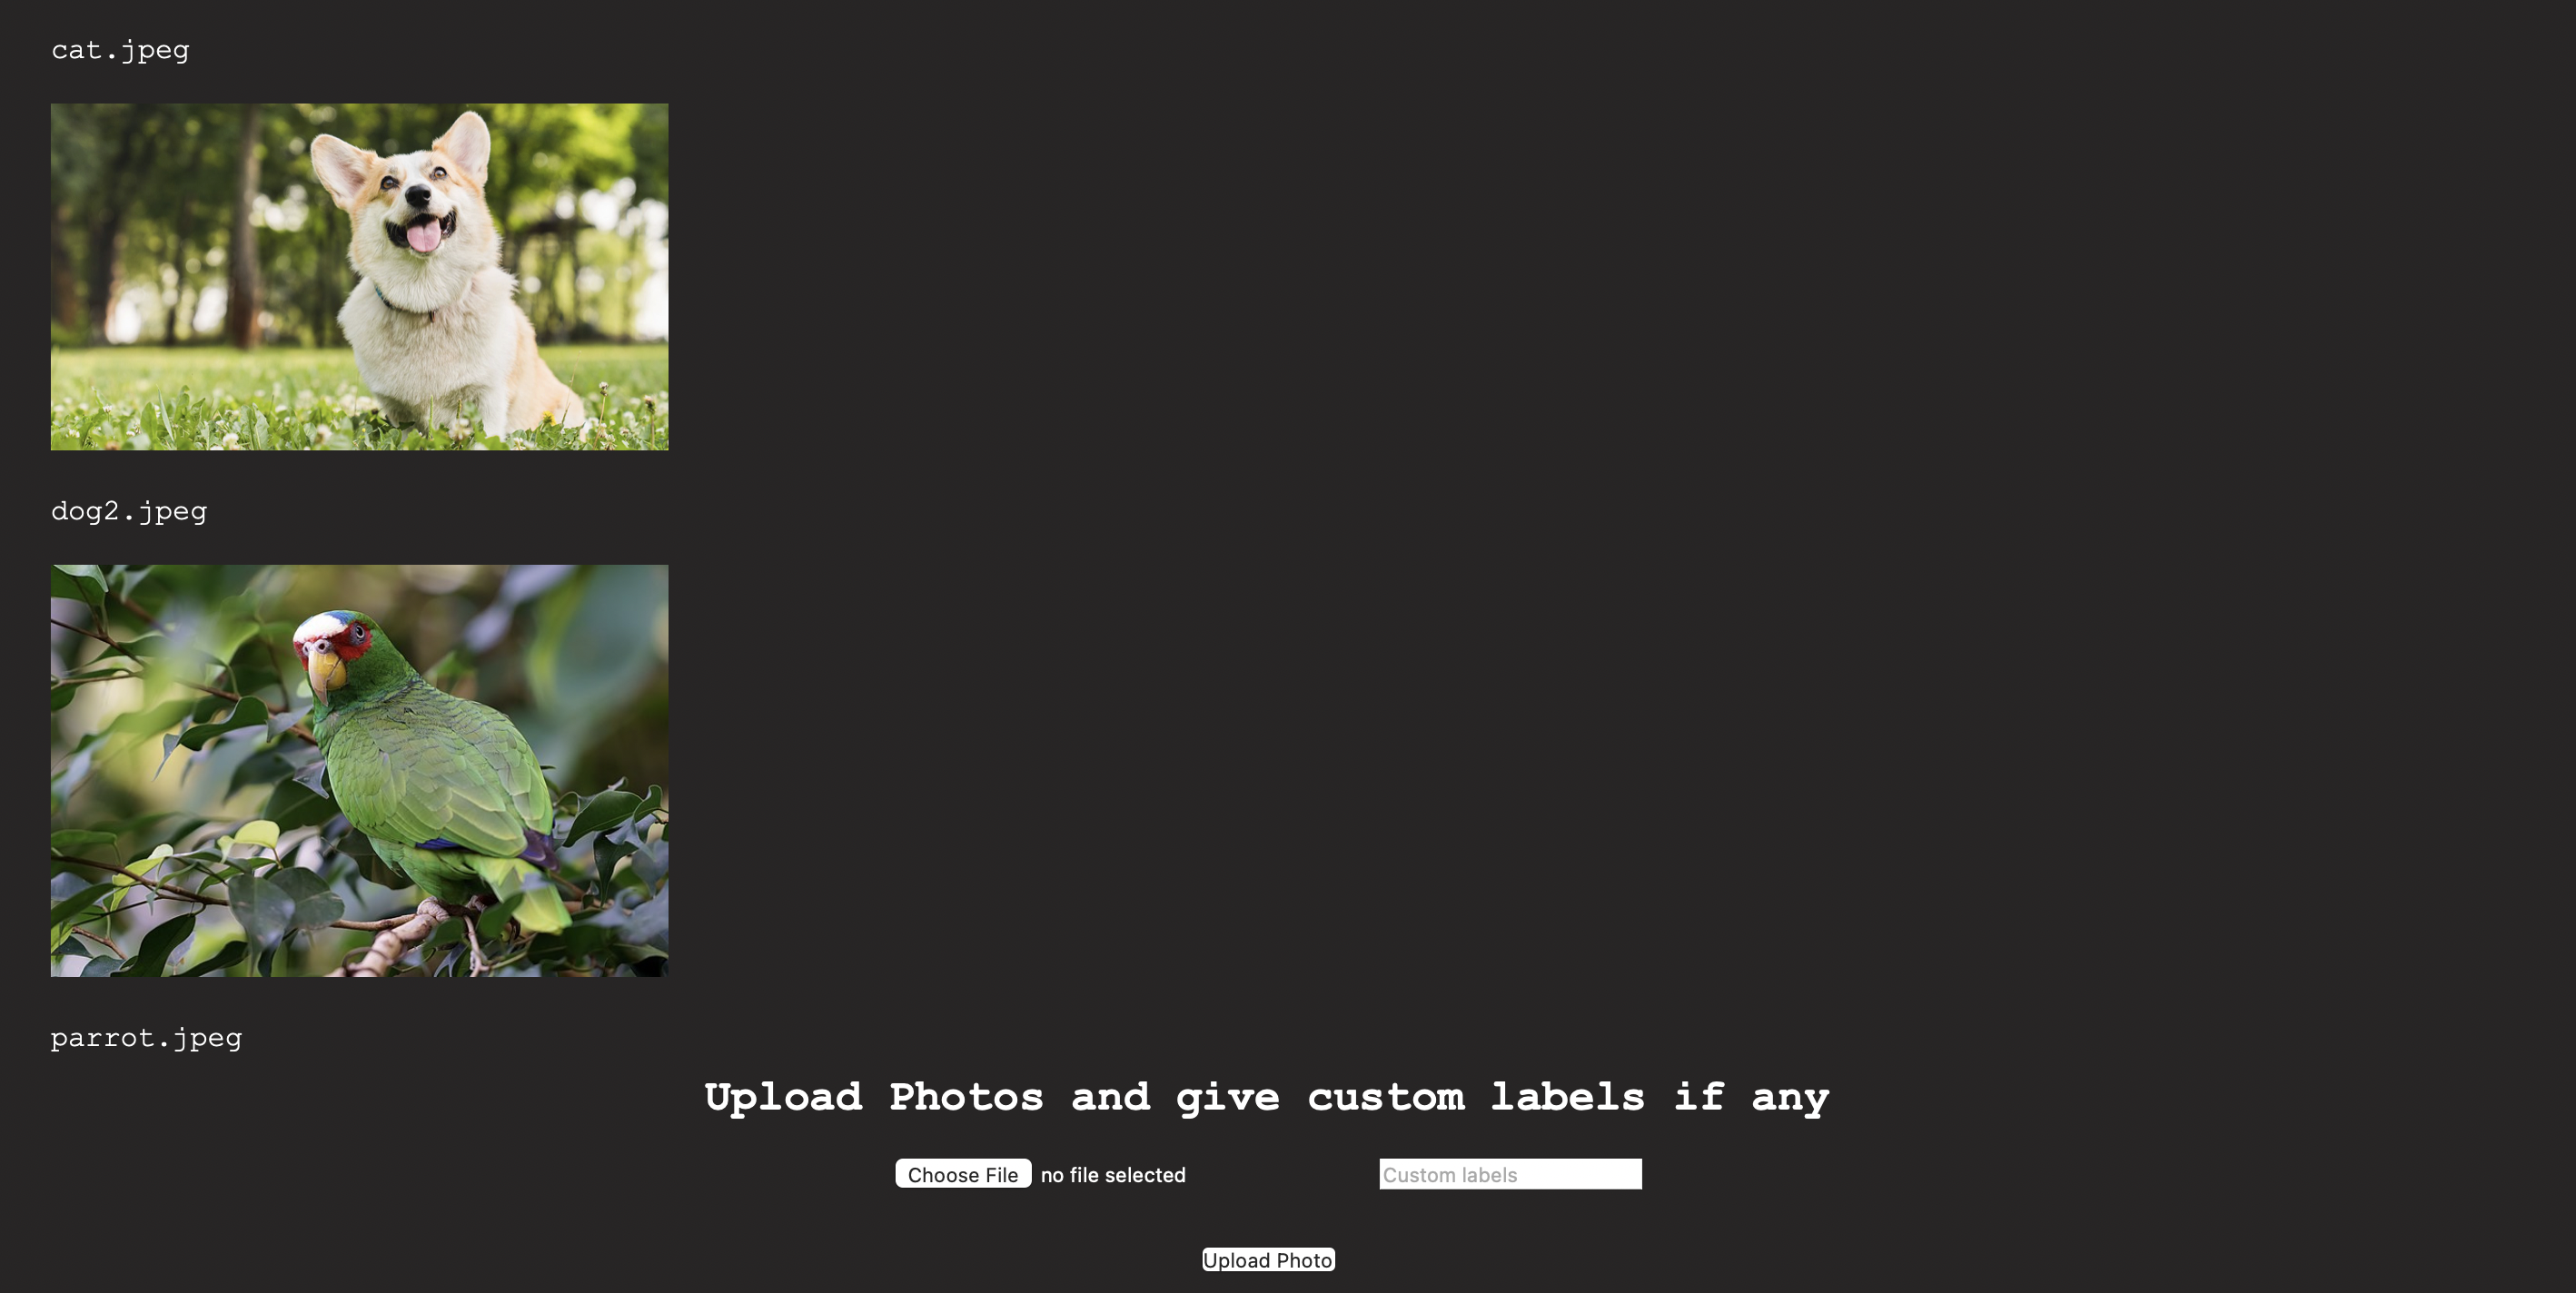 cat.jpeg
dog2.jpeg
parrot.jpeg
Upload Photos and give custom labels if any
Choose File no file selected
Custom labels
Upload Photo